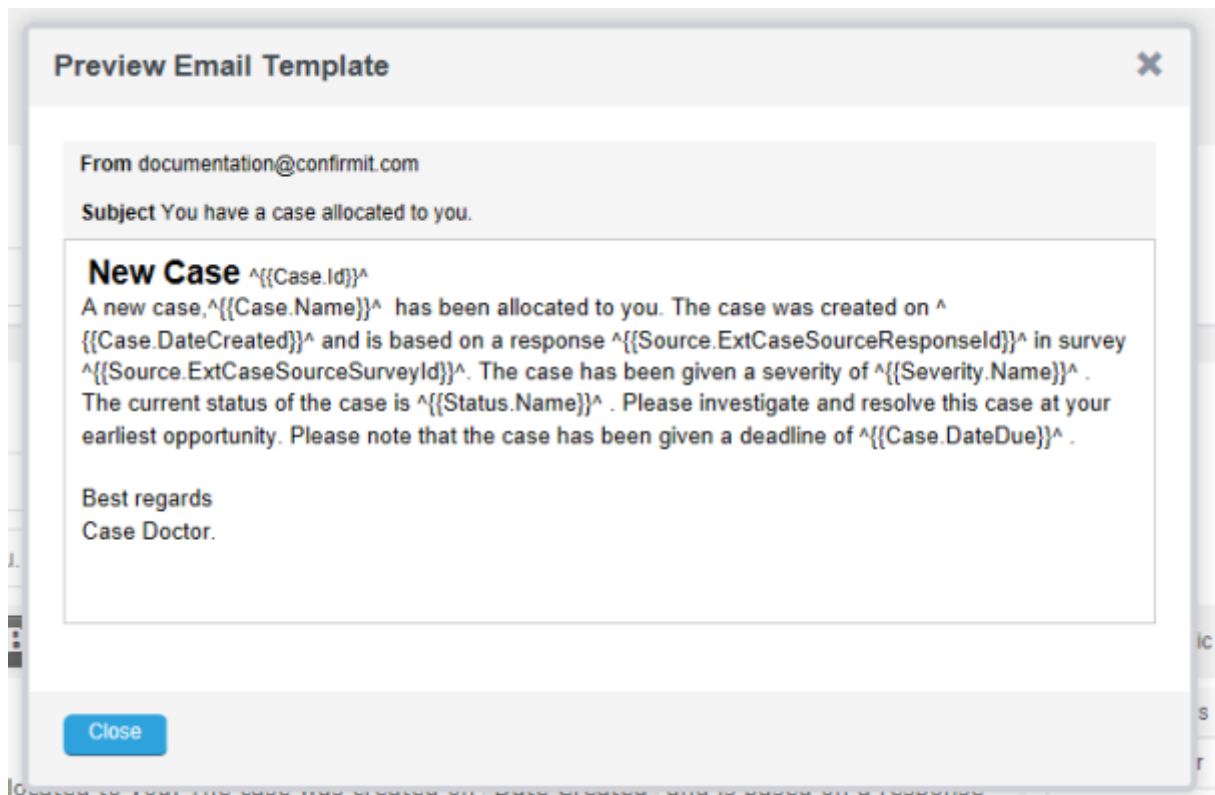 Preview Email Template
From documentation@confirmit.com
Subject You have a case allocated to you.
New Case ^{{Case.Id}}^
A new case,^{{Case.Name}}^  has been allocated to you. The case was created on ^
{{Case.DateCreated}}^ and is based on a response ^{{Source.ExtCaseSourceResponseId}}^ in survey
^{{Source.ExtCaseSourceSurveyId}}^. The case has been given a severity of ^{{Severity.Name}}^ .
The current status of the case is ^{{Status.Name}}^ . Please investigate and resolve this case at your
earliest opportunity. Please note that the case has been given a deadline of ^{{Case.DateDue}}^ .
Best regards
Case Doctor.
Close